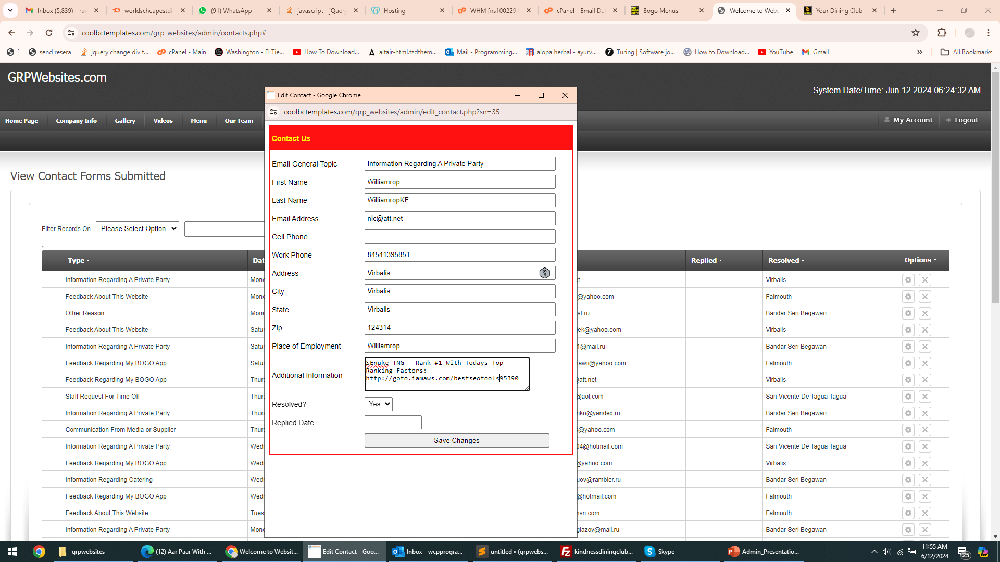 Inbox (5,839) - rav
worldscheapestdi
(91) WhatsApp
javascript - jQuery
Hosting
WHM [ns1002291
cPanel - Email Del
Bogo Menus
Welcome to Webs
Your Dining Club
coolbctemplates.com/grp_websites/admin/contacts.php#
send resera
jquery change div t...
cPanel - Main
Washington - El Tie...
How To Download...
altair-html.tzdthem...
Mail - Programming...
alopa herbal - ayurv...
Turing | Software jo...
How to Download...
YouTube
Gmail
All Bookmarks
GRPWebsites.com
System Date/Time: Jun 12 2024 06:24:32 AM
Home Page
Company Info
Gallery
Videos
Menu
Our Team
My Account
Logout
View Contact Forms Submitted
Filter Records On
Please Select Option
Type
Dat
Replied
Resolved
Options
Information Regarding A Private Party
Mond
et
Virbalis
Feedback About This Website
Mond
@yahoo.com
Falmouth
Other Reason
Mond
st.ru
Bandar Seri Begawan
Feedback About This Website
Satur
ek@yahoo.com
Virbalis
Information Regarding A Private Party
Satur
1@mail.ru
Bandar Seri Begawan
Feedback Regarding My BOGO App
Satur
nawii@yahoo.com
Falmouth
Feedback Regarding My BOGO App
Thurs
@att.net
Virbalis
Staff Request For Time Off
Thurs
@aol.com
San Vicente De Tagua Tagua
Information Regarding A Private Party
Thurs
nko@yandex.ru
Bandar Seri Begawan
Communication From Media or Supplier
Thurs
@yahoo.com
Falmouth
Information Regarding A Private Party
Wedn
04@hotmail.com
San Vicente De Tagua Tagua
Feedback Regarding My BOGO App
Wedn
@yahoo.com
Virbalis
Information Regarding Catering
Wedn
uov@rambler.ru
Bandar Seri Begawan
Feedback Regarding My BOGO App
Wedn
@hotmail.com
Falmouth
Feedback About This Website
Tues
nsn.com
Falmouth
Information Regarding A Private Party
Mond
glazov@mail.ru
Bandar Seri Begawan
Edit Contact - Google Chrome
coolbctemplates.com/grp_websites/admin/edit_contact.php?sn=35
Contact Us
Email General Topic
Information Regarding A Private Party
First Name
Williamrop
Last Name
WilliamropKF
Email Address
nlc@att.net
Cell Phone
Work Phone
84541395851
Address
Virbalis
City
Virbalis
State
Virbalis
Zip
124314
Place of Employment
Williamrop
Additional Information
SEnuke TNG - Rank #1 With Todays Top
Ranking Factors:
http://goto.iamaws.com/bestseotools95390
Resolved?
Yes
Replied Date
Save Changes
grpwebsites
(12) Aar Paar With ...
Welcome to Websit...
Edit Contact - Goo...
Inbox - wcpprogra...
untitled • (grpwebs...
kindnessdiningclub...
Skype
Admin_Presentatio...
11:55 AM
6/12/2024
25